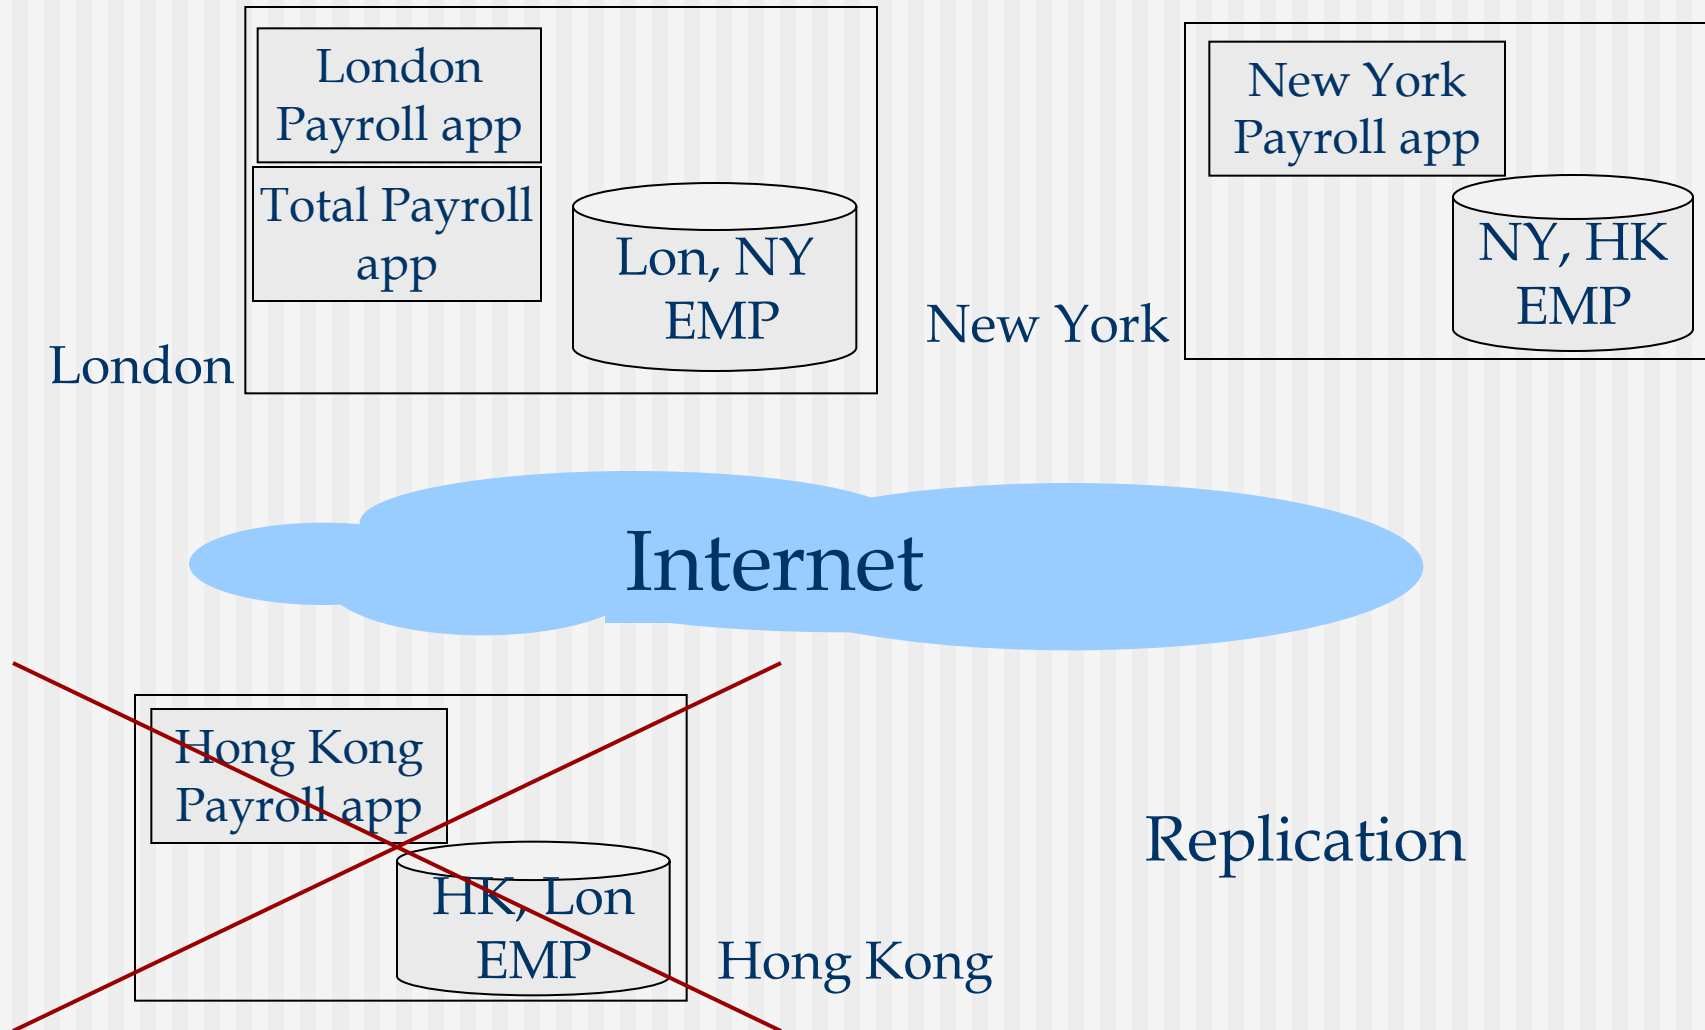 London
Payroll app
Total Payroll
app
Lon, NY
EMP
London
New York
Payroll app
NY, HK
EMP
New York
Internet
Hong Kong
Payroll app
HK, Lon
EMP
Hong Kong
Replication